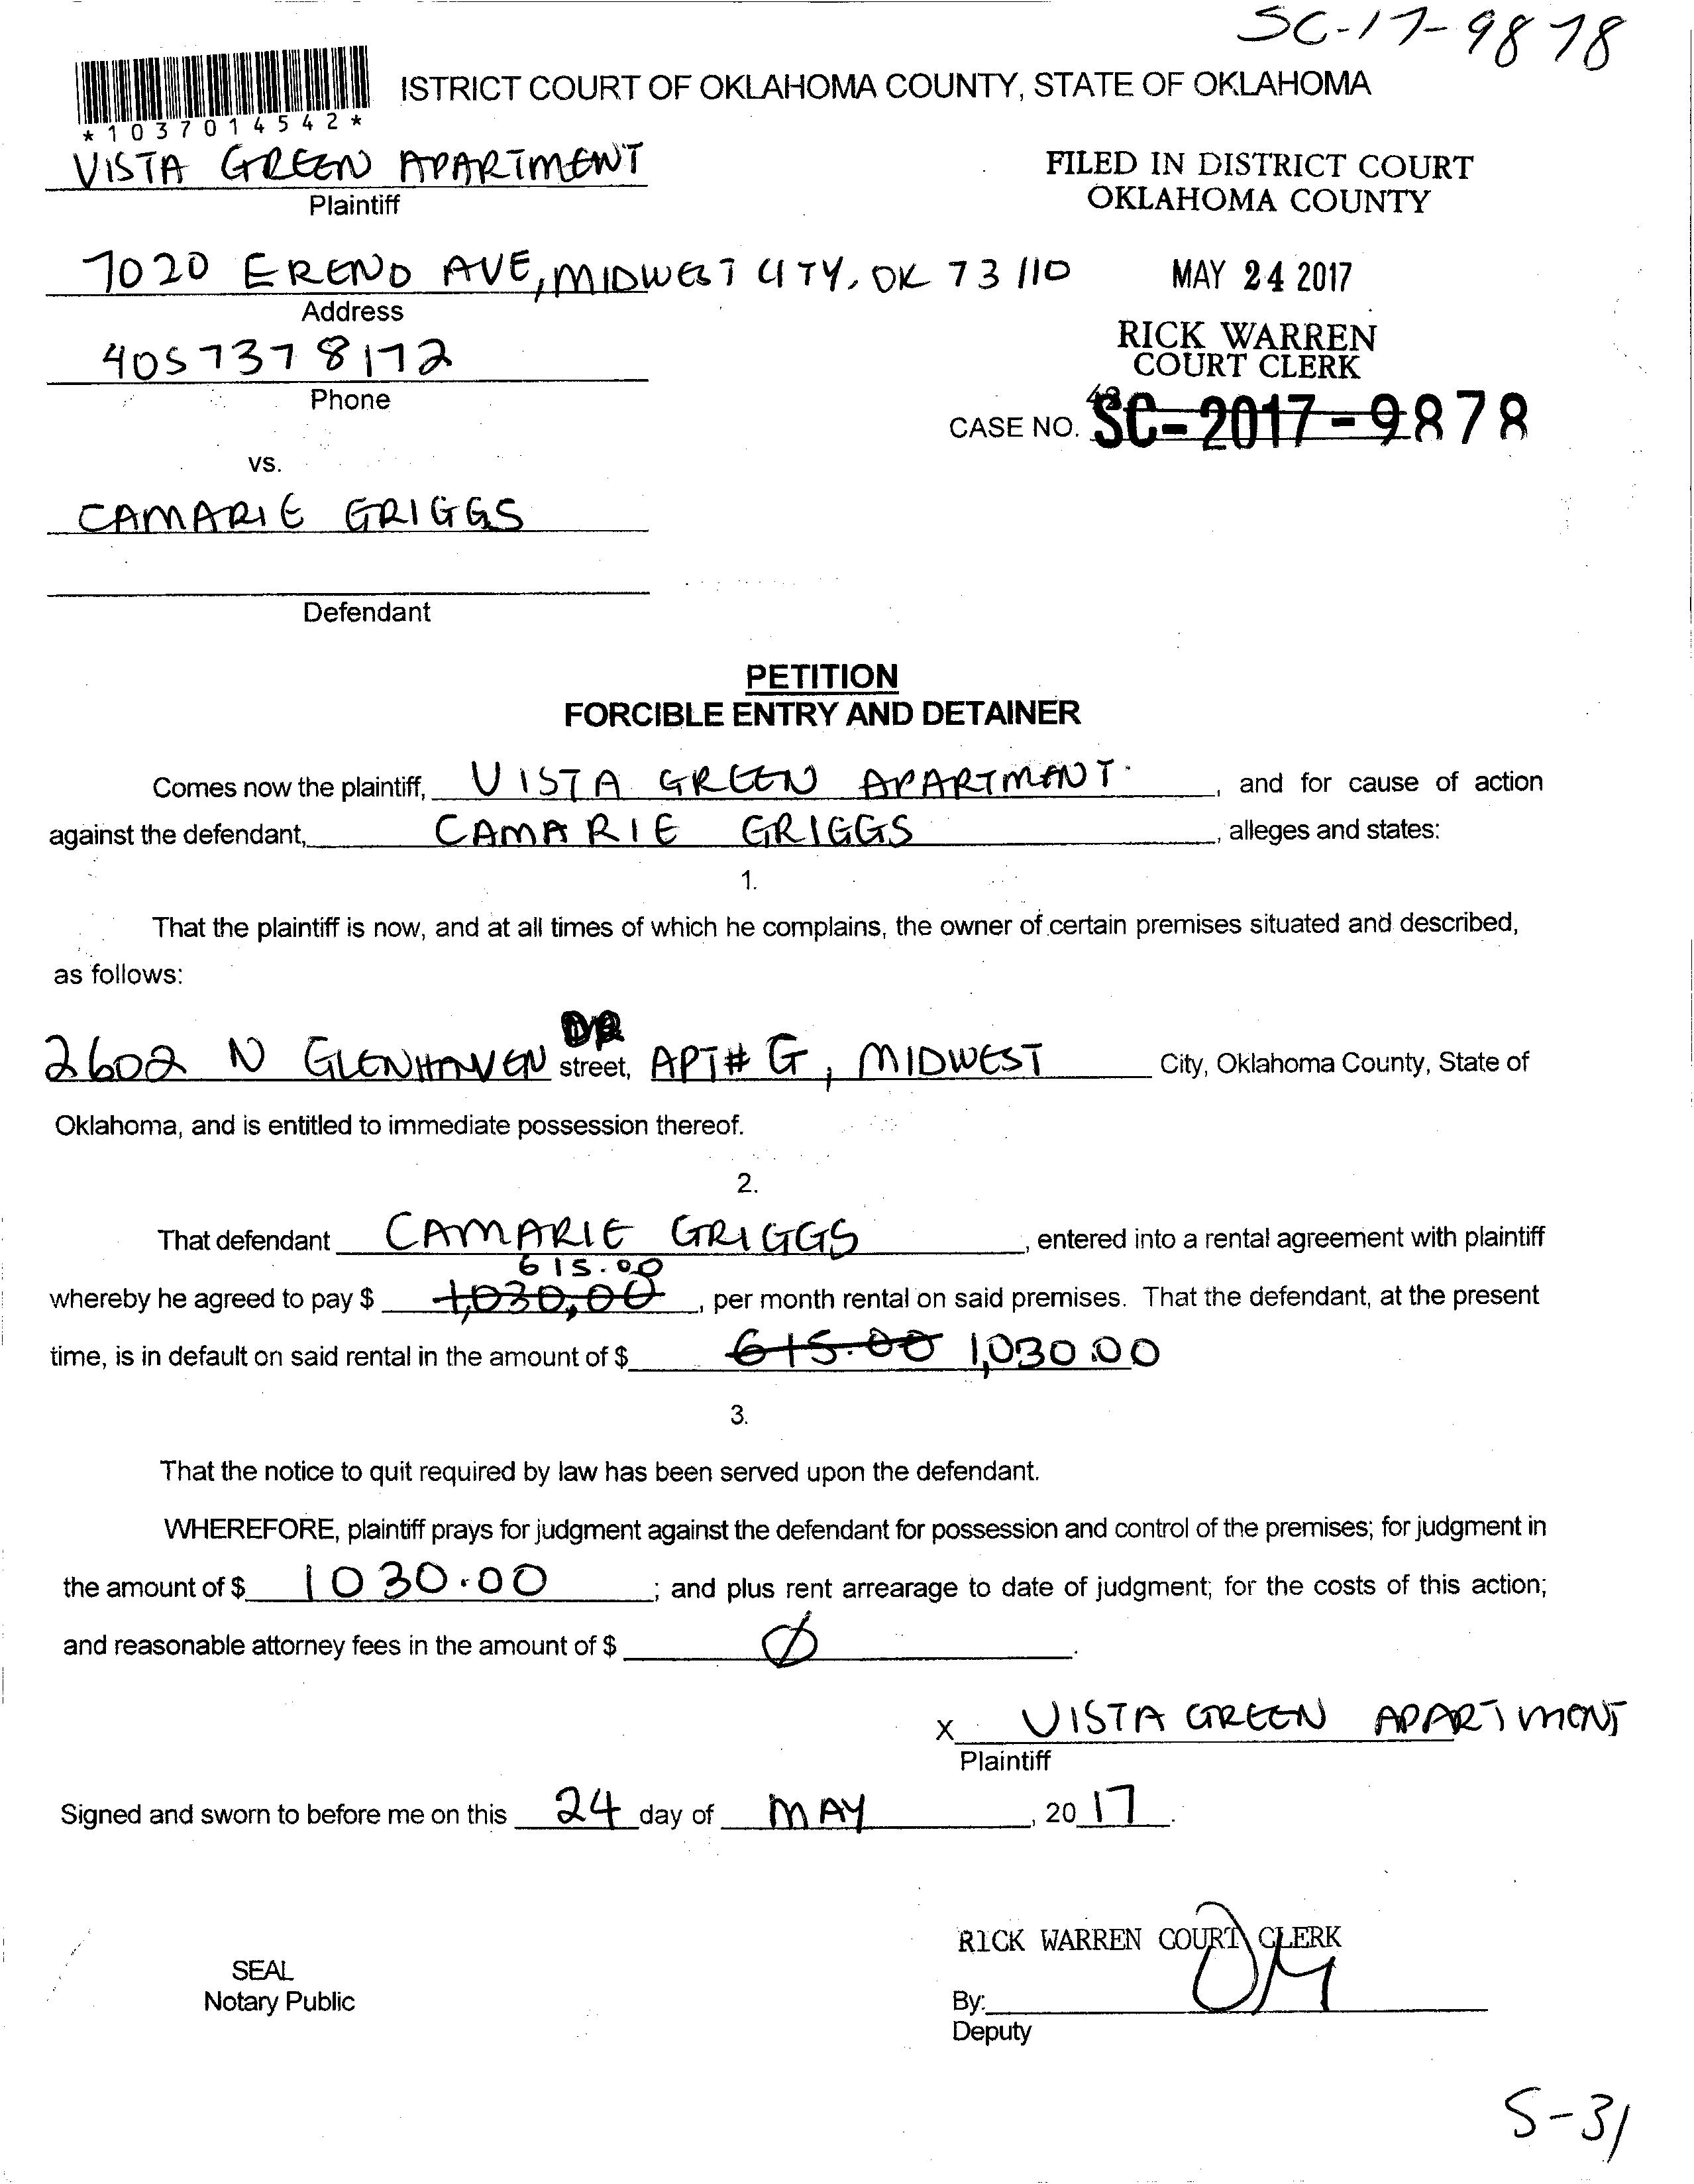 SC-17-9878
ISTRICT COURT OF OKLAHOMA COUNTY, STATE OF OKLAHOMA
*1037014542*
VISTA GREEN APARTMENT
Plaintiff
FILED IN DISTRICT COURT
OKLAHOMA COUNTY
7020 E RENO AVE, MIDWEST CITY, OK 73110
Address
MAY 24 2017
4057378172
Phone
RICK WARREN
COURT CLERK
CASE NO. SC-2017-9878
vs.
CAMARIE GRIGGS
Defendant
PETITION
FORCIBLE ENTRY AND DETAINER
Comes now the plaintiff, VISTA GREEN APARTMENT, and for cause of action
against the defendant, CAMARIE GRIGGS, alleges and states:
1.
That the plaintiff is now, and at all times of which he complains, the owner of certain premises situated and described,
as follows:
DR
2602 N GLENHAVEN street, APT# G, MIDWEST City, Oklahoma County, State of
Oklahoma, and is entitled to immediate possession thereof.
2.
That defendant CAMARIE GRIGGS, entered into a rental agreement with plaintiff
615.00
whereby he agreed to pay $ 1,030,00, per month rental on said premises. That the defendant, at the present
time, is in default on said rental in the amount of $ 615.00 1,030.00
3.
That the notice to quit required by law has been served upon the defendant.
WHEREFORE, plaintiff prays for judgment against the defendant for possession and control of the premises; for judgment in
the amount of $ 1030.00; and plus rent arrearage to date of judgment; for the costs of this action;
and reasonable attorney fees in the amount of $ Ø.
X VISTA GREEN APARTMENT
Plaintiff
Signed and sworn to before me on this 24 day of MAY, 2017.
RICK WARREN COURT CLERK
SEAL
Notary Public
By:
Deputy
5-31